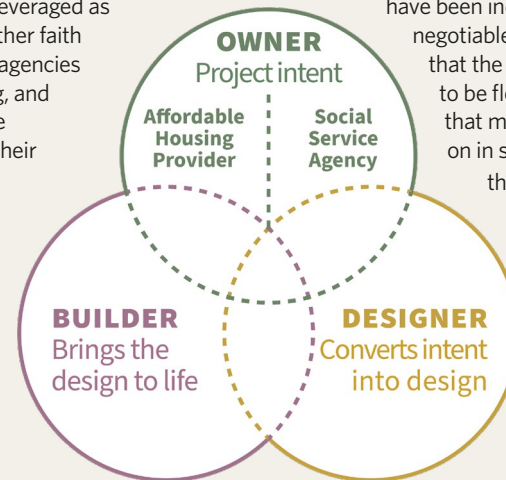 everaged as
ther faith
agencies
g, and
e
heir
have been in
negotiable
that the
to be fle
that m
on in s
th
OWNER
Project intent
Affordable
Housing
Provider
Social
Service
Agency
BUILDER
Brings the
design to life
DESIGNER
Converts intent
into design